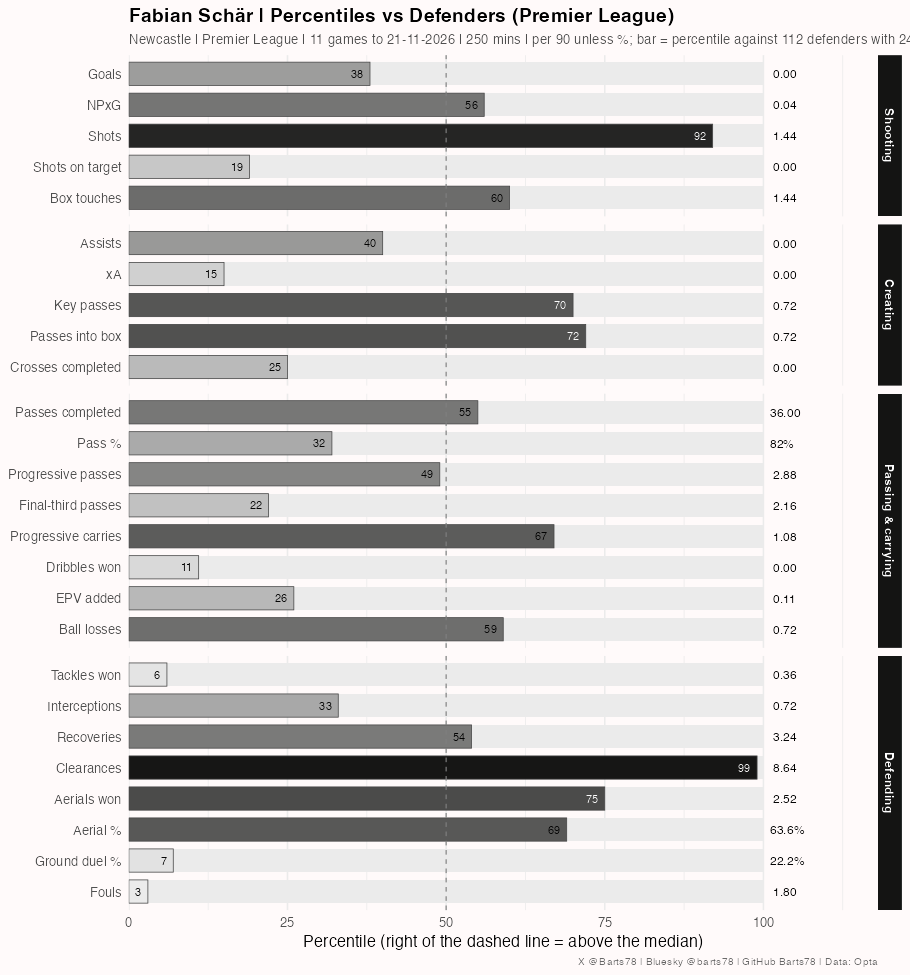 Fabian Schär | Percentiles vs Defenders (Premier League)
Newcastle | Premier League | 11 games to 21-11-2026 | 250 mins | per 90 unless %; bar = percentile against 112 defenders with 24
Shooting
Goals 38 0.00
NPxG 56 0.04
Shots 92 1.44
Shots on target 19 0.00
Box touches 60 1.44
Creating
Assists 40 0.00
xA 15 0.00
Key passes 70 0.72
Passes into box 72 0.72
Crosses completed 25 0.00
Passing & carrying
Passes completed 55 36.00
Pass % 32 82%
Progressive passes 49 2.88
Final-third passes 22 2.16
Progressive carries 67 1.08
Dribbles won 11 0.00
EPV added 26 0.11
Ball losses 59 0.72
Defending
Tackles won 6 0.36
Interceptions 33 0.72
Recoveries 54 3.24
Clearances 99 8.64
Aerials won 75 2.52
Aerial % 69 63.6%
Ground duel % 7 22.2%
Fouls 3 1.80
0 25 50 75 100
Percentile (right of the dashed line = above the median)
X @Barts78 | Bluesky @barts78 | GitHub Barts78 | Data: Opta